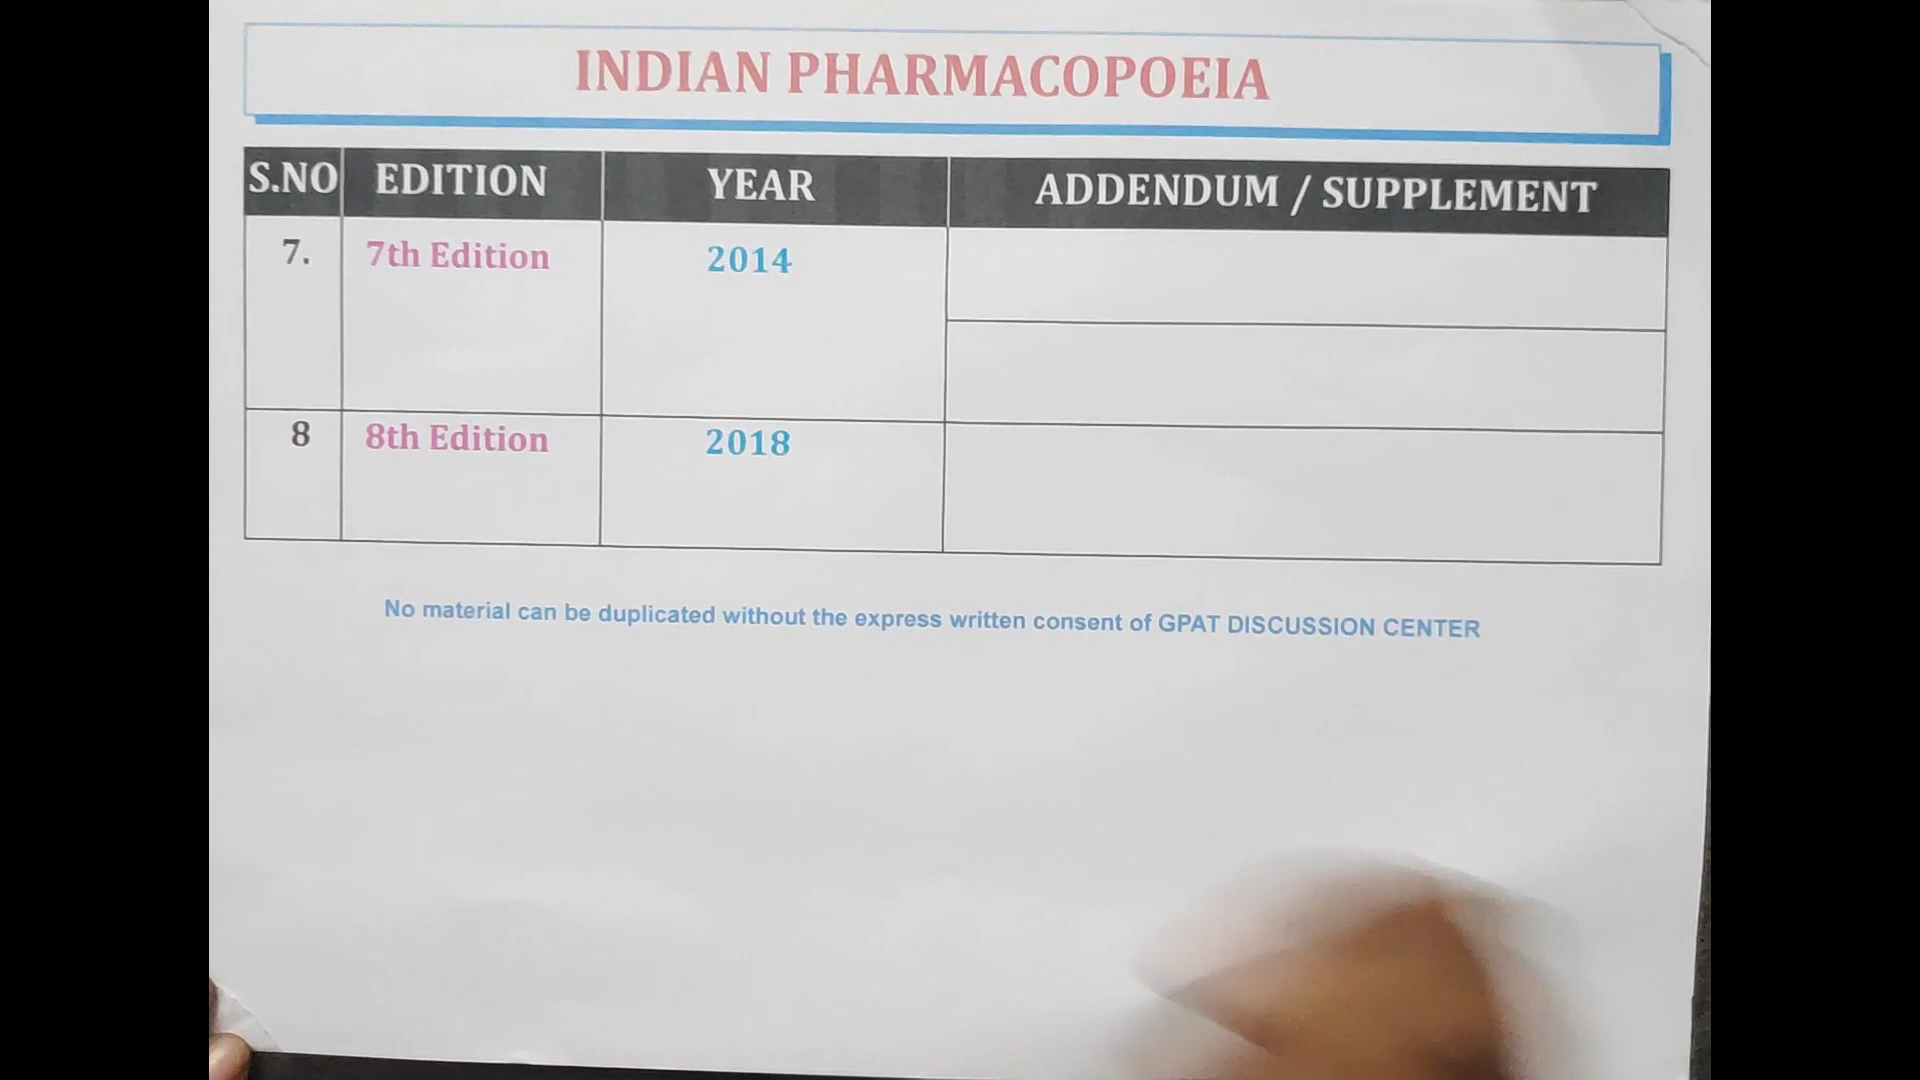 INDIAN PHARMACOPOEIA
S.NO EDITION YEAR ADDENDUM / SUPPLEMENT
7. 7th Edition 2014
8 8th Edition 2018
No material can be duplicated without the express written consent of GPAT DISCUSSION CENTER